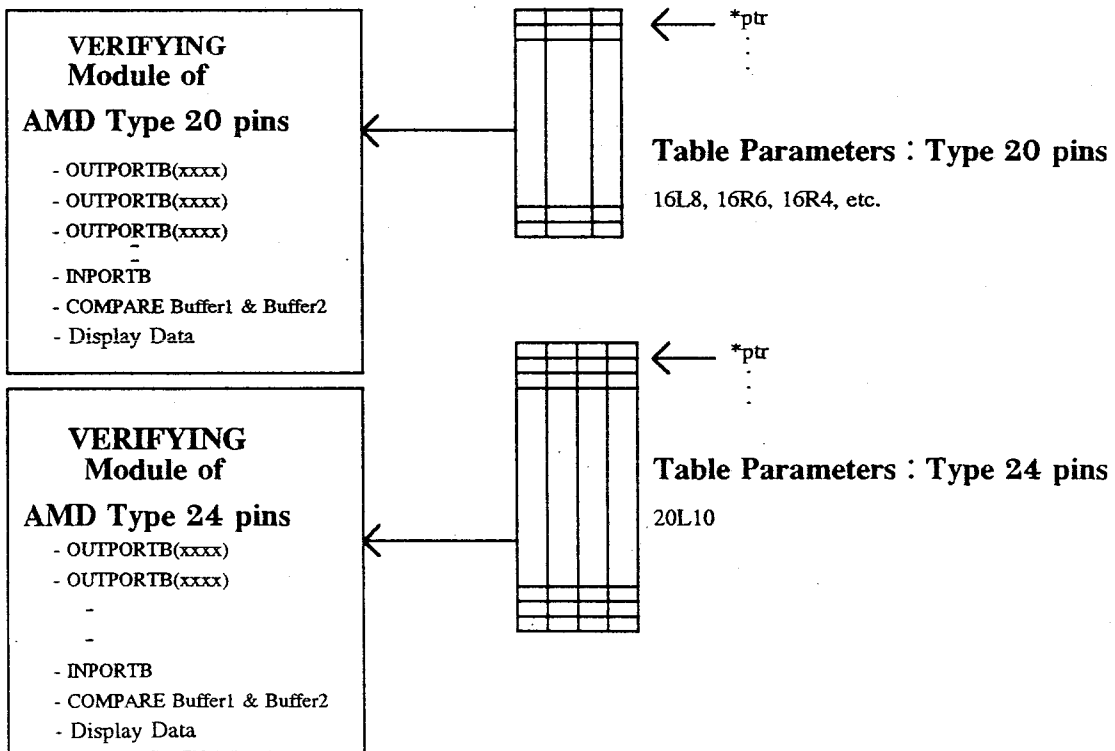 VERIFYING
Module of
AMD Type 20 pins
- OUTPORTB(xxxx)
- OUTPORTB(xxxx)
- OUTPORTB(xxxx)
-
-
- INPORTB
- COMPARE Buffer1 & Buffer2
- Display Data
*ptr
.
.
.
Table Parameters : Type 20 pins
16L8, 16R6, 16R4, etc.
VERIFYING
Module of
AMD Type 24 pins
- OUTPORTB(xxxx)
- OUTPORTB(xxxx)
-
-
- INPORTB
- COMPARE Buffer1 & Buffer2
- Display Data
*ptr
.
.
.
Table Parameters : Type 24 pins
20L10